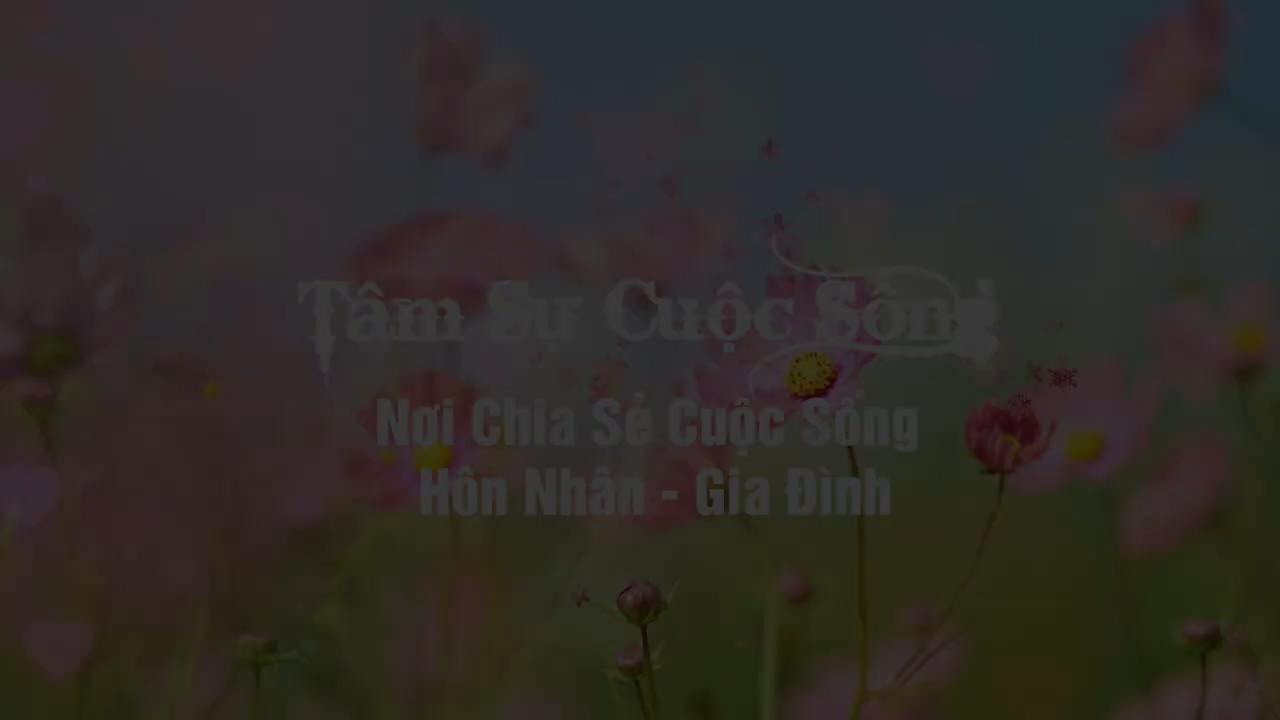 Tâm Sự Cuộc Sống
Nơi Chia Sẻ Cuộc Sống
Hôn Nhân - Gia Đình